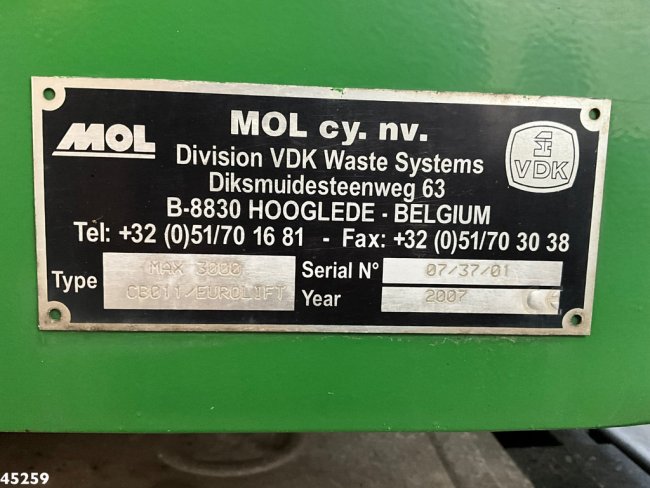 MOL
MOL cy. nv.
Division VDK Waste Systems
Diksmuidesteenweg 63
B-8830 HOOGLEDE - BELGIUM
VDK
Tel: +32 (0)51/70 16 81 - Fax: +32 (0)51/70 30 38
Type MAX 3000
CBC11/EUROLIFT
Serial N° 07/37/01
Year 2007 CE
45259